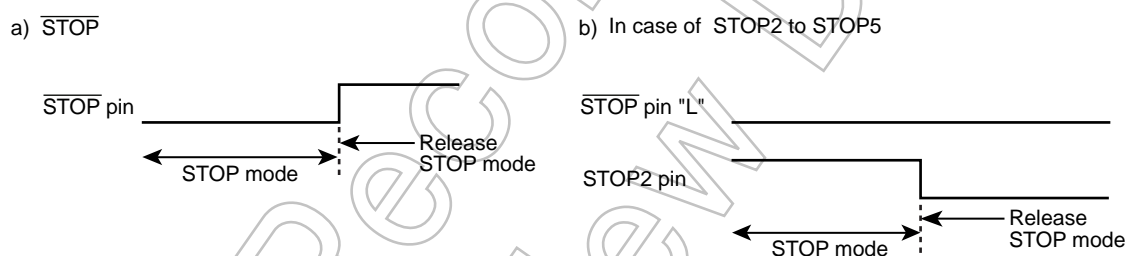 a) STOP
STOP pin
Release
STOP mode
STOP mode
b) In case of STOP2 to STOP5
STOP pin "L"
STOP2 pin
Release
STOP mode
STOP mode